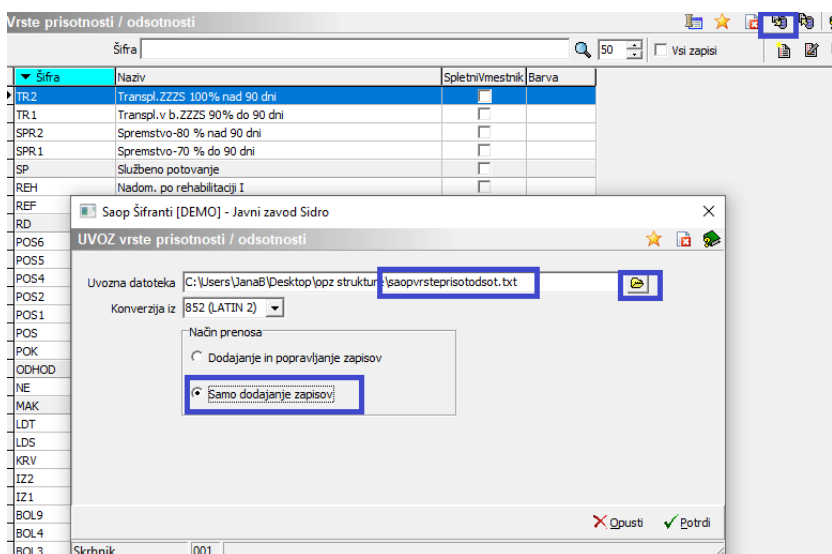 Vrste prisotnosti / odsotnosti
Šifra 50 Vsi zapisi
Šifra Naziv SpletniVmestnik Barva
TR2 Transpl.ZZZS 100% nad 90 dni
TR1 Transpl.v b.ZZZS 90% do 90 dni
SPR2 Spremstvo-80 % nad 90 dni
SPR1 Spremstvo-70 % do 90 dni
SP Službeno potovanje
REH Nadom. po rehabilitaciji I
REF
RD
POS6
POS5
POS4
POS2
POS1
POS
POK
ODHOD
NE
MAK
LDT
LDS
KRV
IZ2
IZ1
BOL9
BOL4
BOL3
Saop Šifranti [DEMO] - Javni zavod Sidro
UVOZ vrste prisotnosti / odsotnosti
Uvozna datoteka C:\Users\JanaB\Desktop\opz strukture\saopvrsteprisotodsot.txt
Konverzija iz 852 (LATIN 2)
Način prenosa
Dodajanje in popravljanje zapisov
Samo dodajanje zapisov
Opusti Potrdi
Skrbnik 001